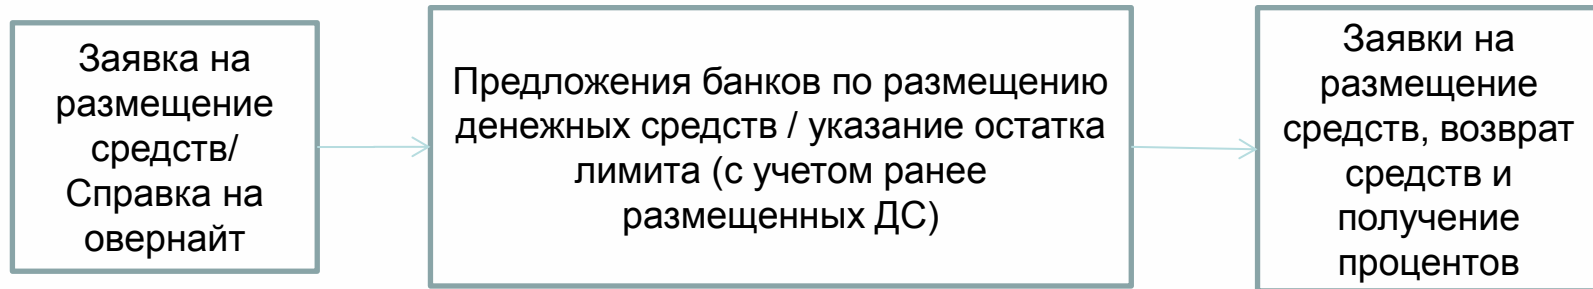 Заявка на
размещение
средств/
Справка на
овернайт
Предложения банков по размещению
денежных средств / указание остатка
лимита (с учетом ранее
размещенных ДС)
Заявки на
размещение
средств, возврат
средств и
получение
процентов